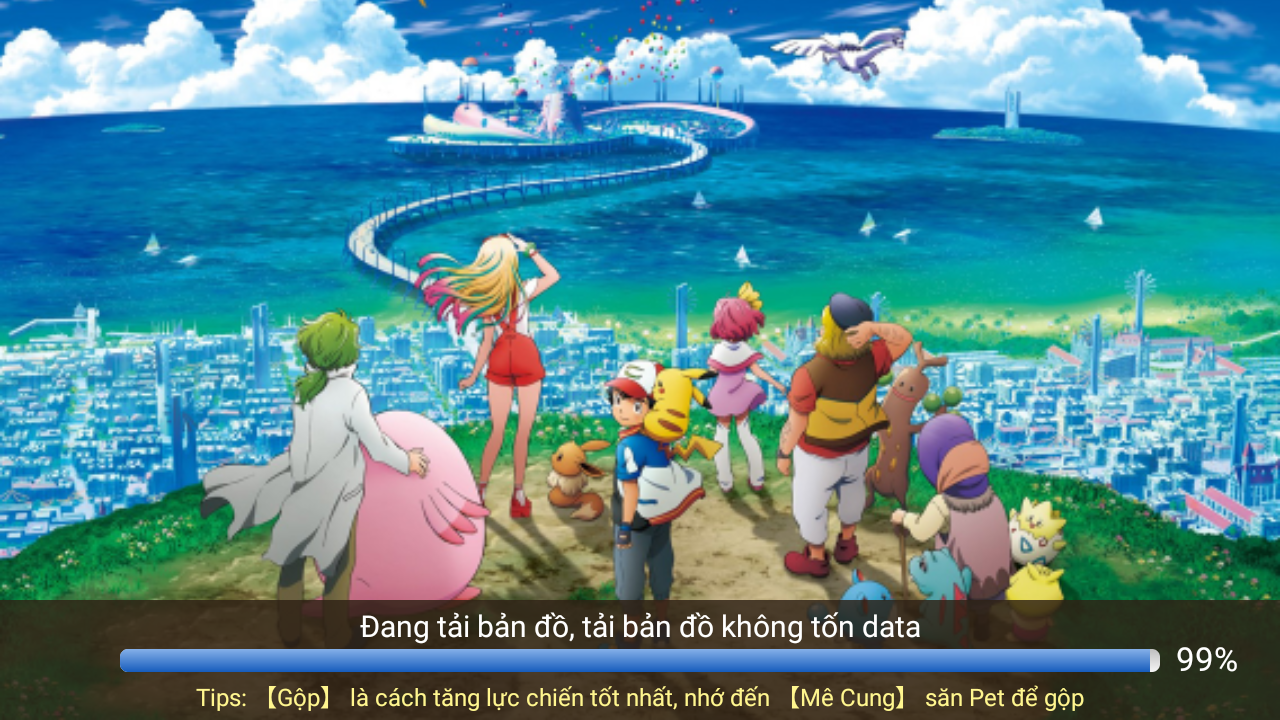 Đang tải bản đồ, tải bản đồ không tốn data
99%
Tips: 【Gộp】 là cách tăng lực chiến tốt nhất, nhớ đến 【Mê Cung】 săn Pet để gộp